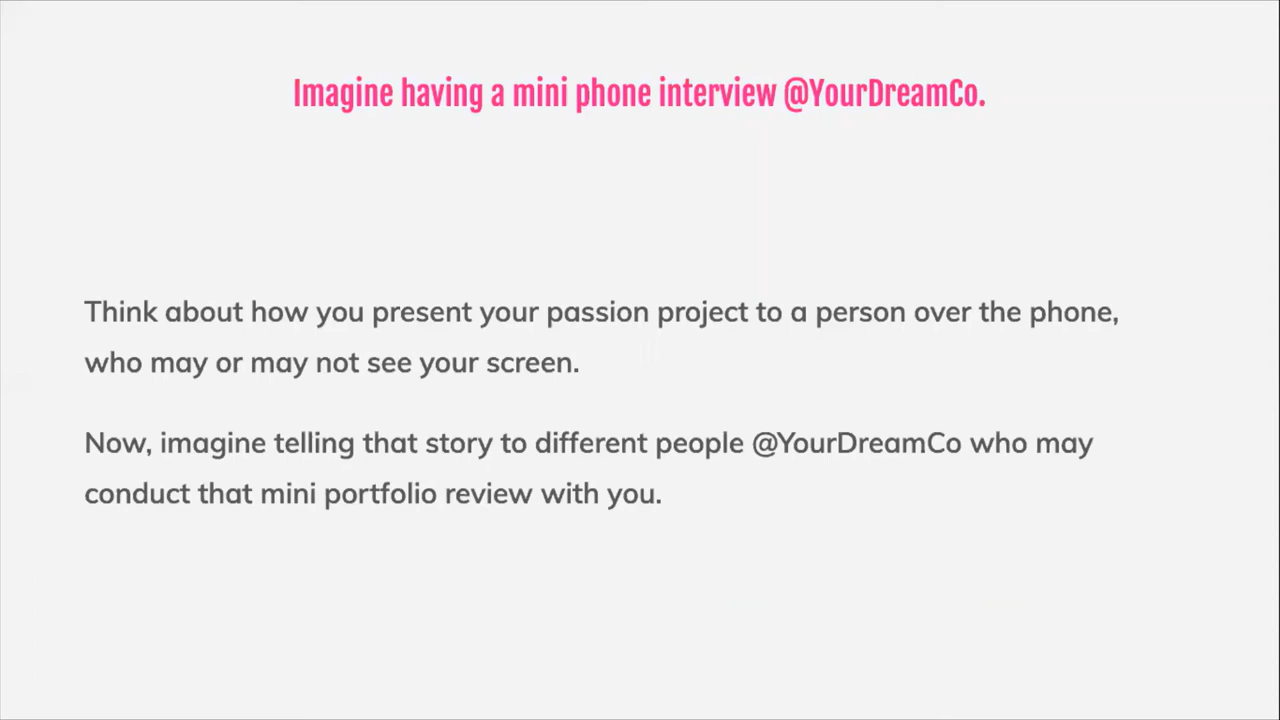 Imagine having a mini phone interview @YourDreamCo.
Think about how you present your passion project to a person over the phone,
who may or may not see your screen.
Now, imagine telling that story to different people @YourDreamCo who may
conduct that mini portfolio review with you.